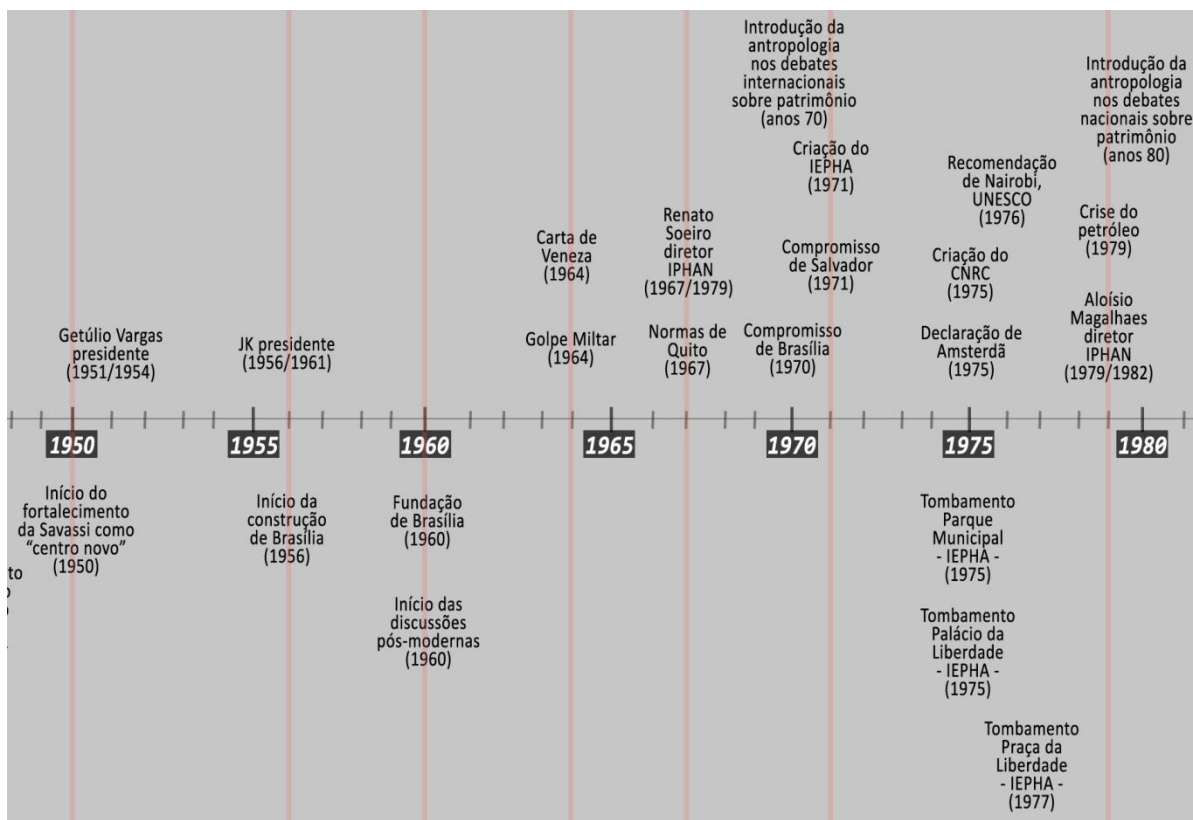 Introdução da
antropologia
nos debates
internacionais
sobre patrimônio
(anos 70)
Introdução da
antropologia
nos debates
nacionais sobre
patrimônio
(anos 80)
Criação do
IEPHA
(1971)
Recomendação
de Nairobi,
UNESCO
(1976)
Carta de
Veneza
(1964)
Renato
Soeiro
diretor
IPHAN
(1967/1979)
Compromisso
de Salvador
(1971)
Criação do
CNRC
(1975)
Crise do
petróleo
(1979)
Getúlio Vargas
presidente
(1951/1954)
JK presidente
(1956/1961)
Golpe Miltar
(1964)
Normas de
Quito
(1967)
Compromisso
de Brasília
(1970)
Declaração de
Amsterdã
(1975)
Aloísio
Magalhaes
diretor
IPHAN
(1979/1982)
1950
1955
1960
1965
1970
1975
1980
Início do
fortalecimento
da Savassi como
“centro novo”
(1950)
Início da
construção
de Brasília
(1956)
Fundação
de Brasília
(1960)
Início das
discussões
pós-modernas
(1960)
Tombamento
Parque
Municipal
- IEPHA -
(1975)
Tombamento
Palácio da
Liberdade
- IEPHA -
(1975)
Tombamento
Praça da
Liberdade
- IEPHA -
(1977)